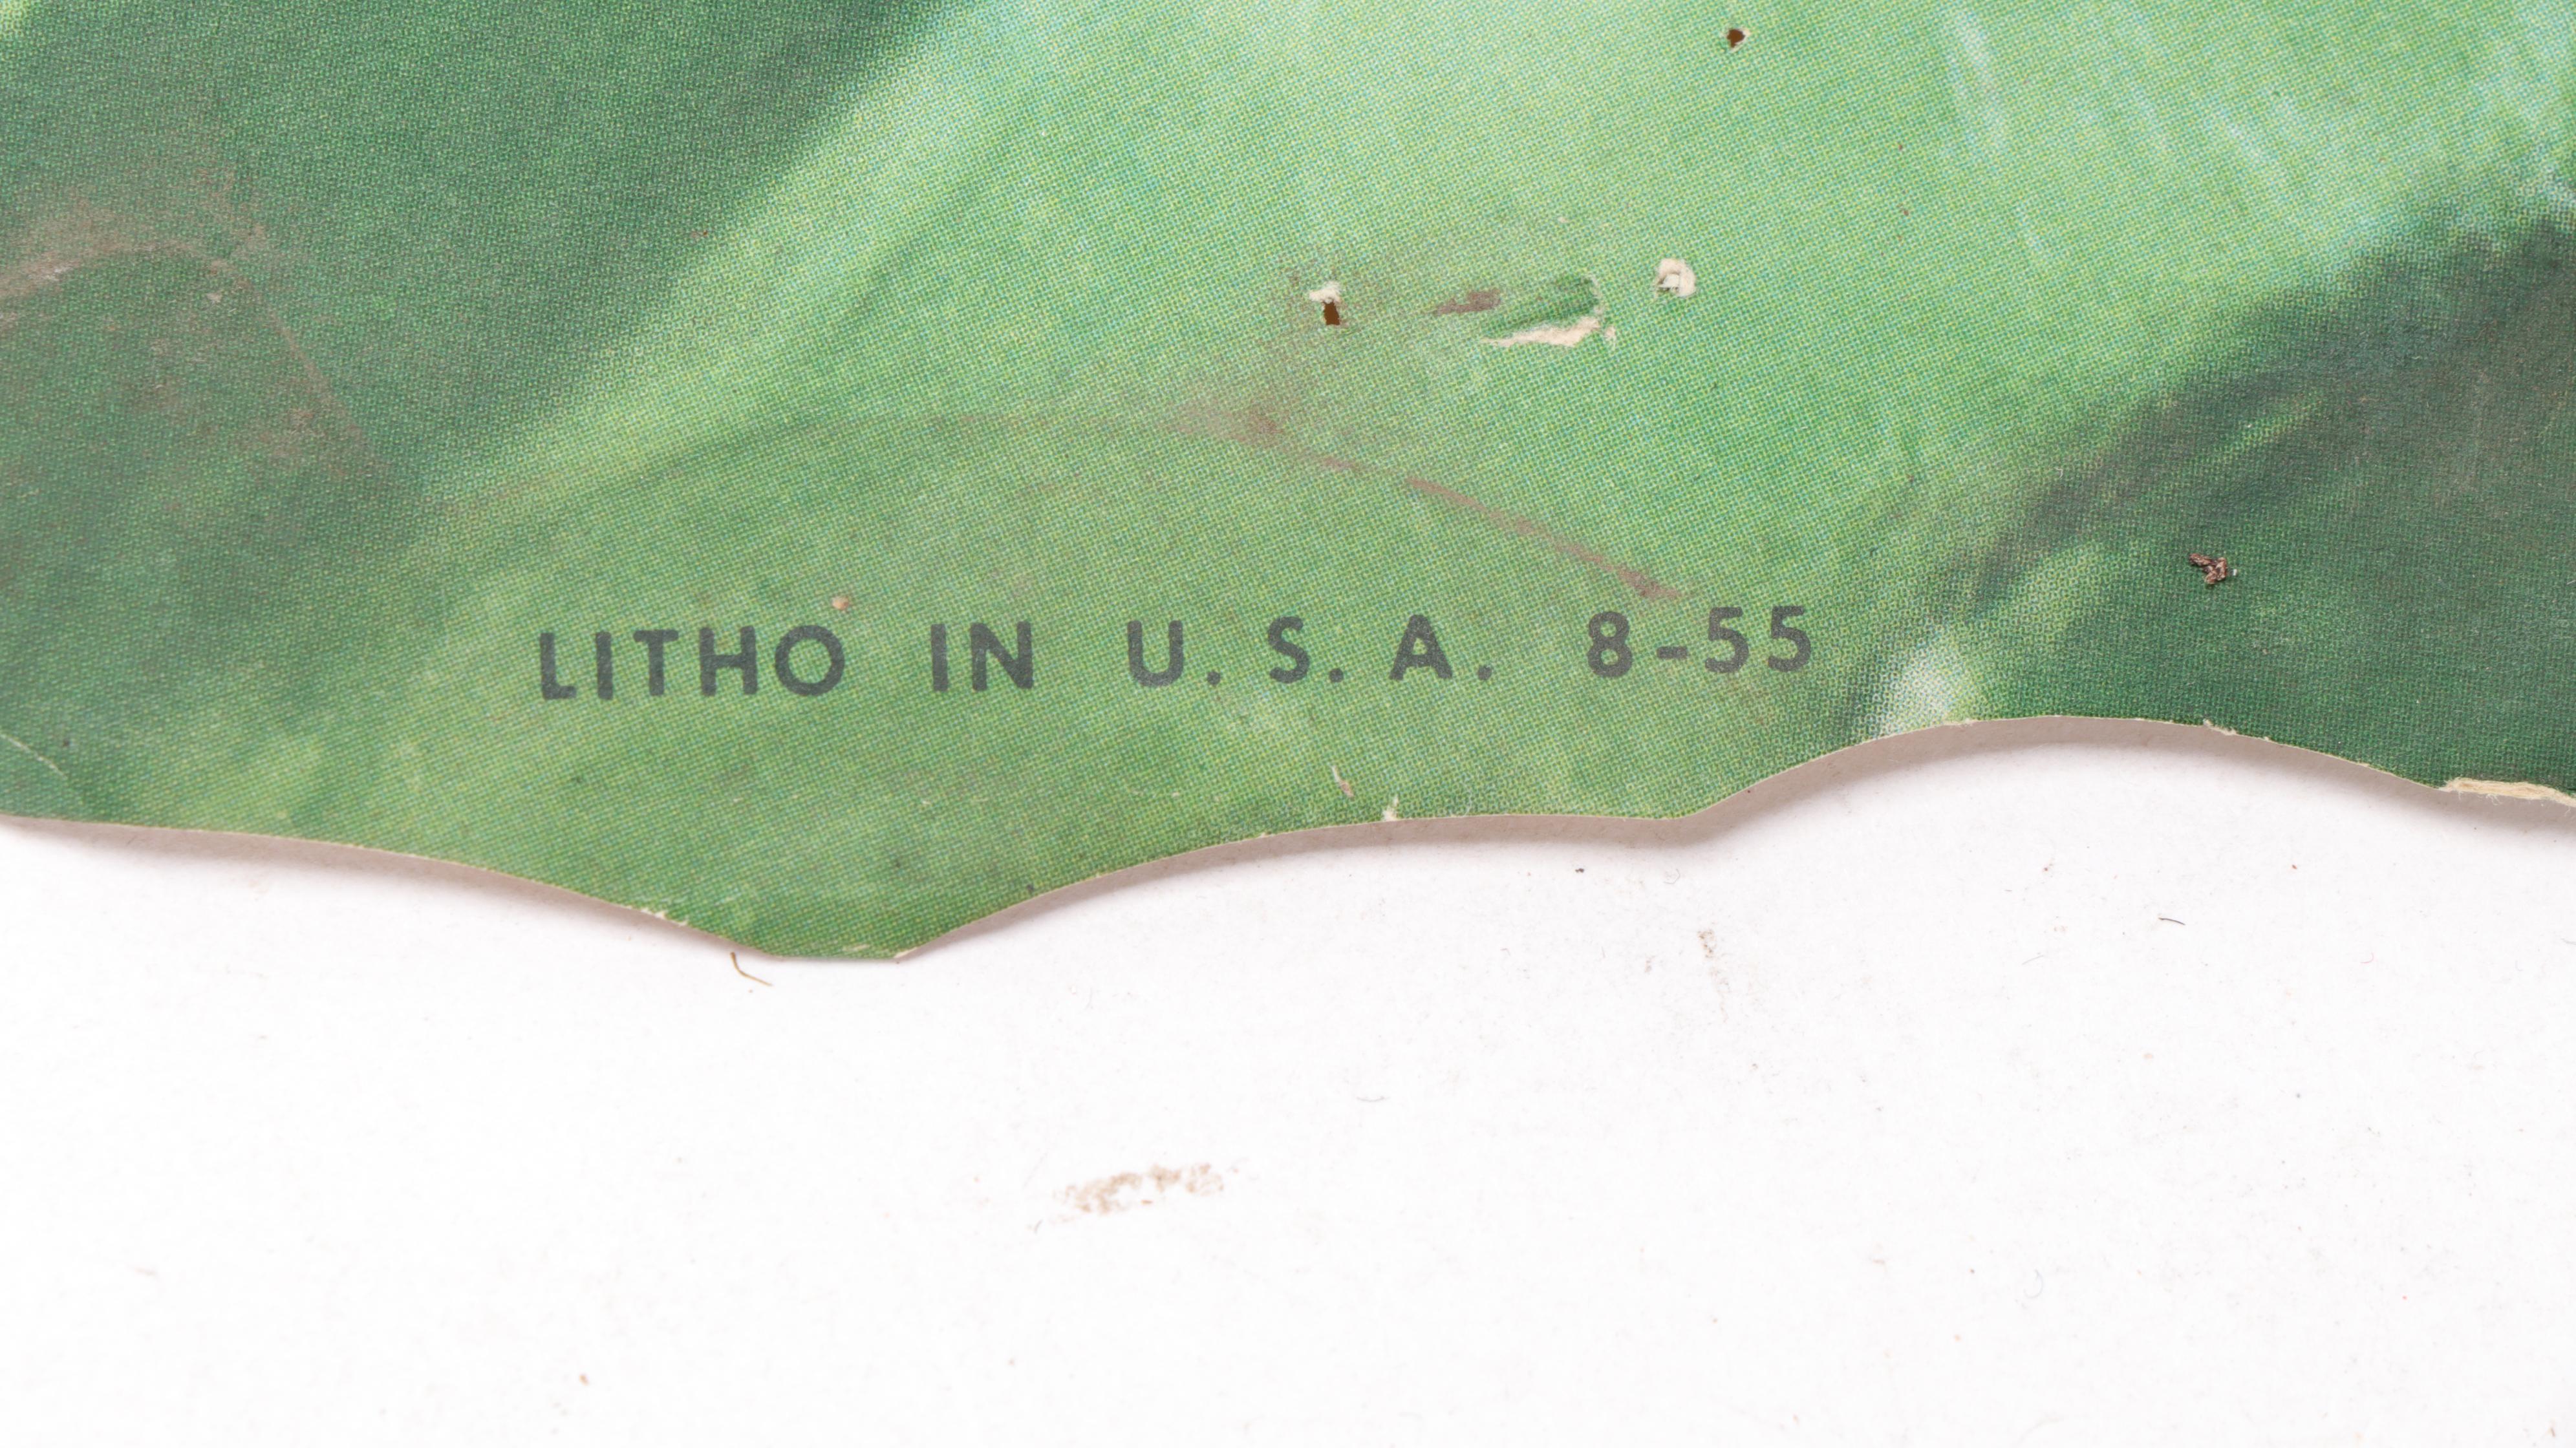 LITHO IN U. S. A. 8-55